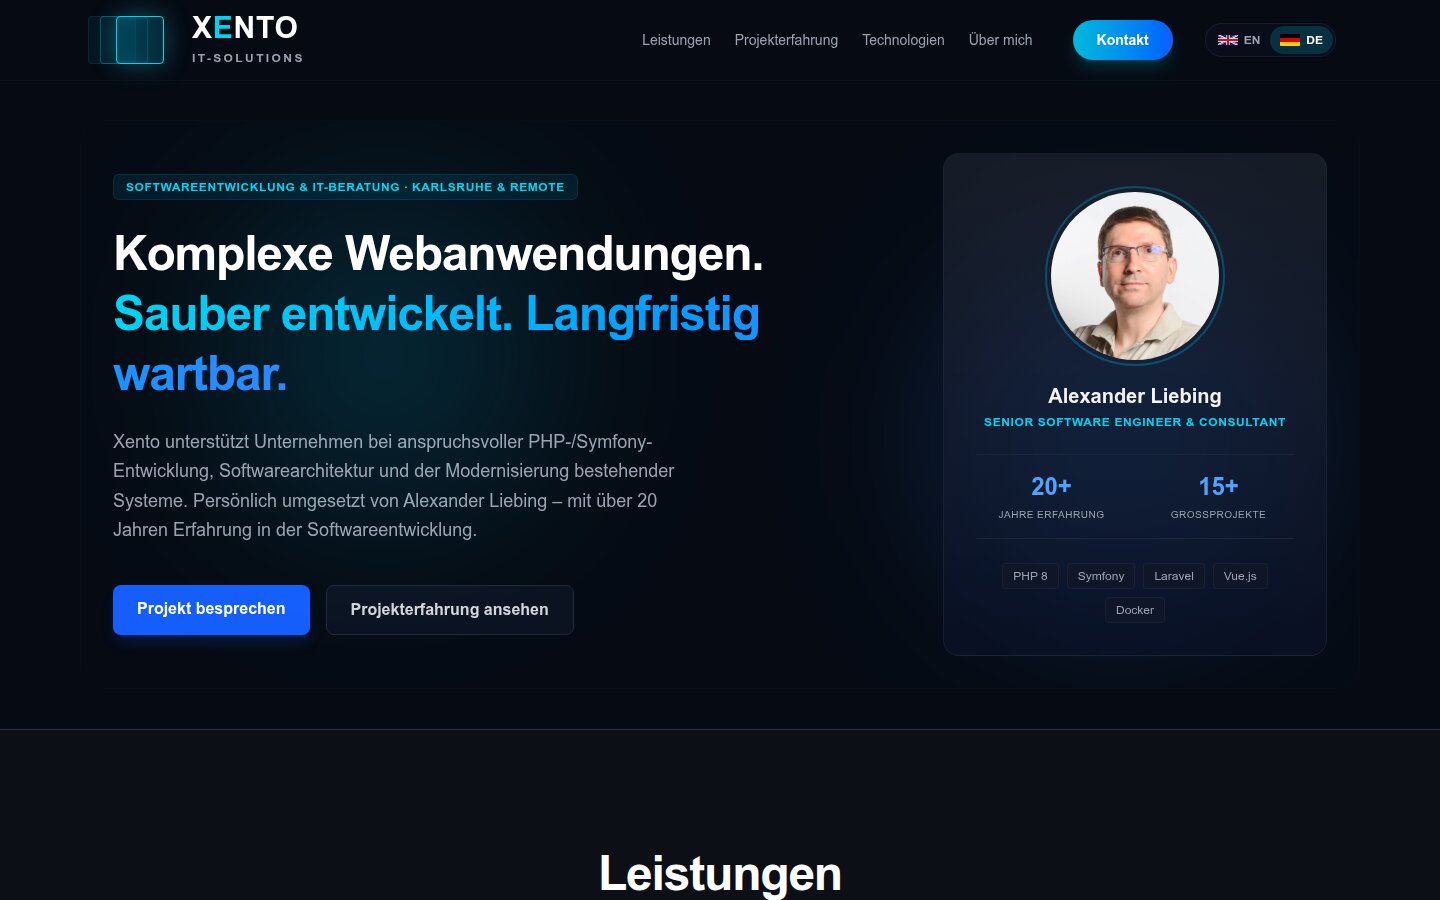 XENTO
IT-SOLUTIONS
Leistungen
Projekterfahrung
Technologien
Über mich
Kontakt
EN
DE
SOFTWAREENTWICKLUNG & IT-BERATUNG · KARLSRUHE & REMOTE
Komplexe Webanwendungen.
Sauber entwickelt. Langfristig
wartbar.
Xento unterstützt Unternehmen bei anspruchsvoller PHP-/Symfony-
Entwicklung, Softwarearchitektur und der Modernisierung bestehender
Systeme. Persönlich umgesetzt von Alexander Liebing – mit über 20
Jahren Erfahrung in der Softwareentwicklung.
Projekt besprechen
Projekterfahrung ansehen
Alexander Liebing
SENIOR SOFTWARE ENGINEER & CONSULTANT
20+
JAHRE ERFAHRUNG
15+
GROSSPROJEKTE
PHP 8
Symfony
Laravel
Vue.js
Docker
Leistungen